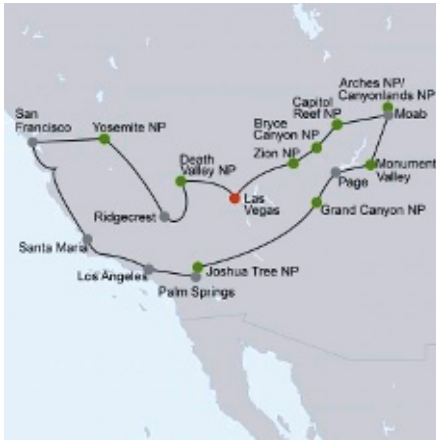 Arches NP/
Canyonlands NP
Capitol
Reef NP
Moab
Bryce
Canyon NP
San
Francisco
Yosemite NP
Zion NP
Death
Valley NP
Monument
Valley
Page
Las
Vegas
Ridgecrest
Grand Canyon NP
Santa Maria
Los Angeles
Joshua Tree NP
Palm Springs